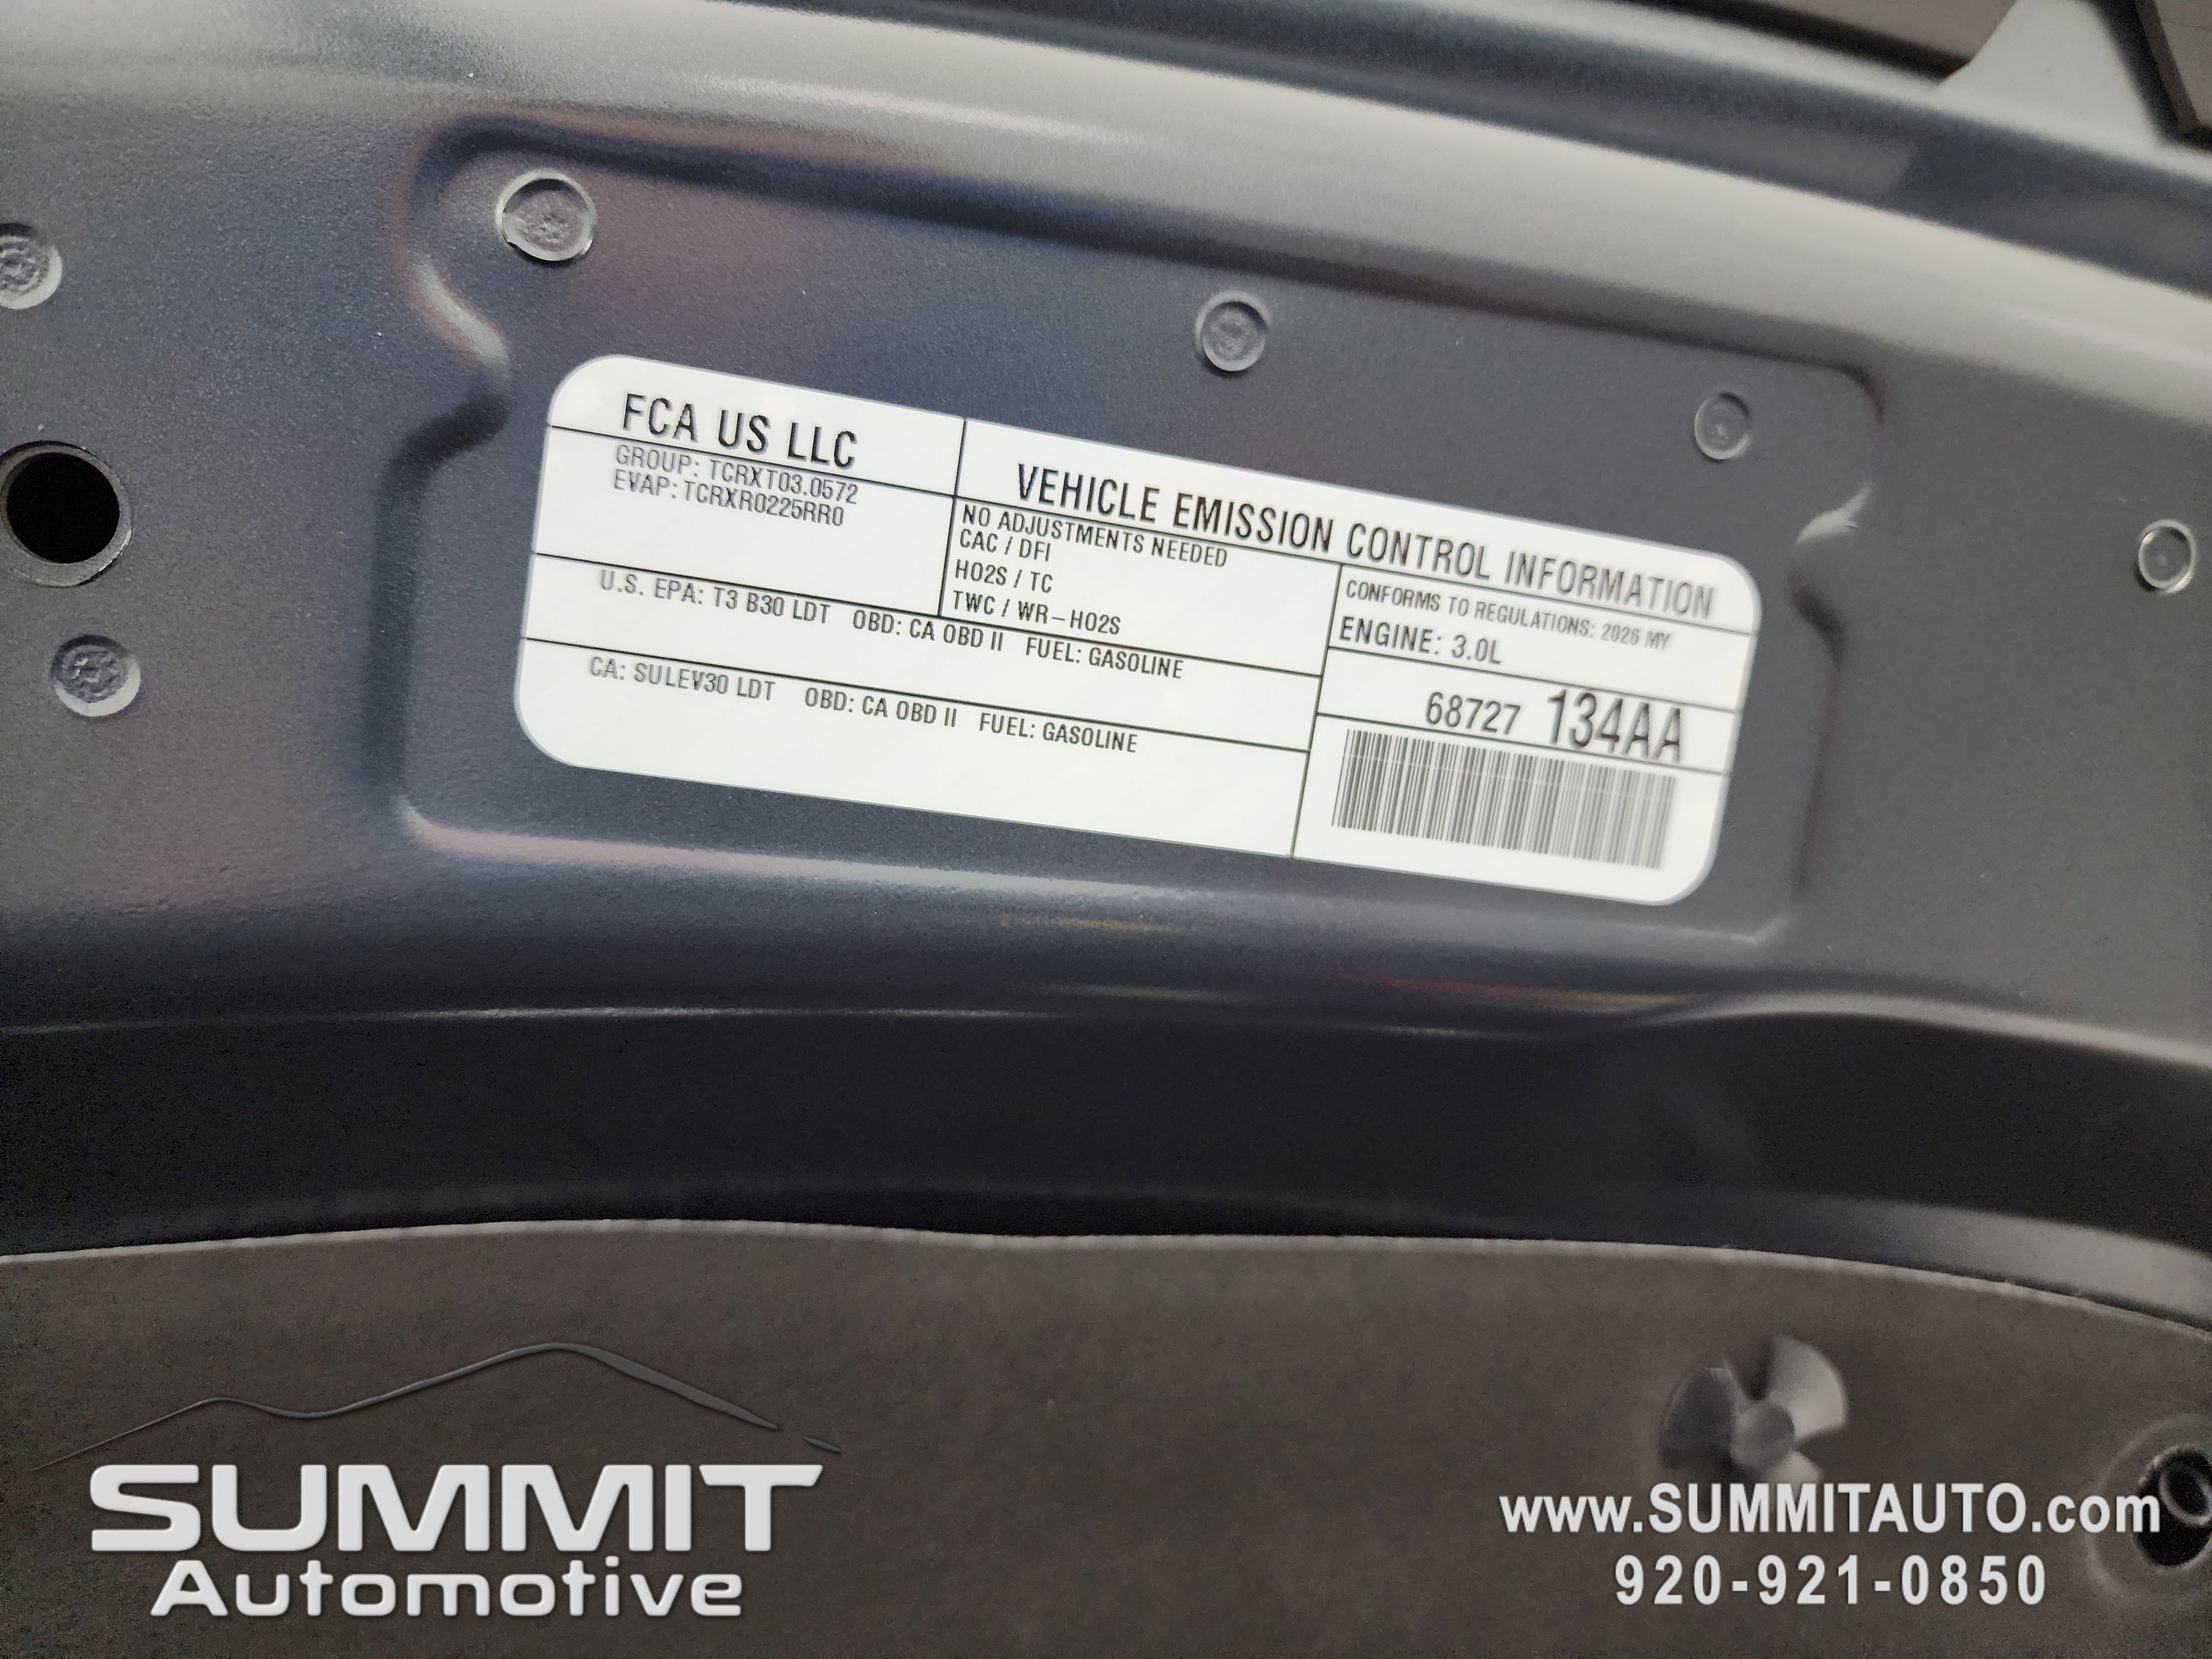 FCA US LLC
GROUP: TCRXT03.0572
EVAP: TCRXR0225RR0
VEHICLE EMISSION CONTROL INFORMATION
NO ADJUSTMENTS NEEDED
CAC / DFI
HO2S / TC
TWC / WR-HO2S
CONFORMS TO REGULATIONS: 2026 MY
ENGINE: 3.0L
U.S. EPA: T3 B30 LDT OBD: CA OBD II FUEL: GASOLINE
CA: SULEV30 LDT OBD: CA OBD II FUEL: GASOLINE
68727 134AA
SUMMIT
Automotive
www.SUMMITAUTO.com
920-921-0850